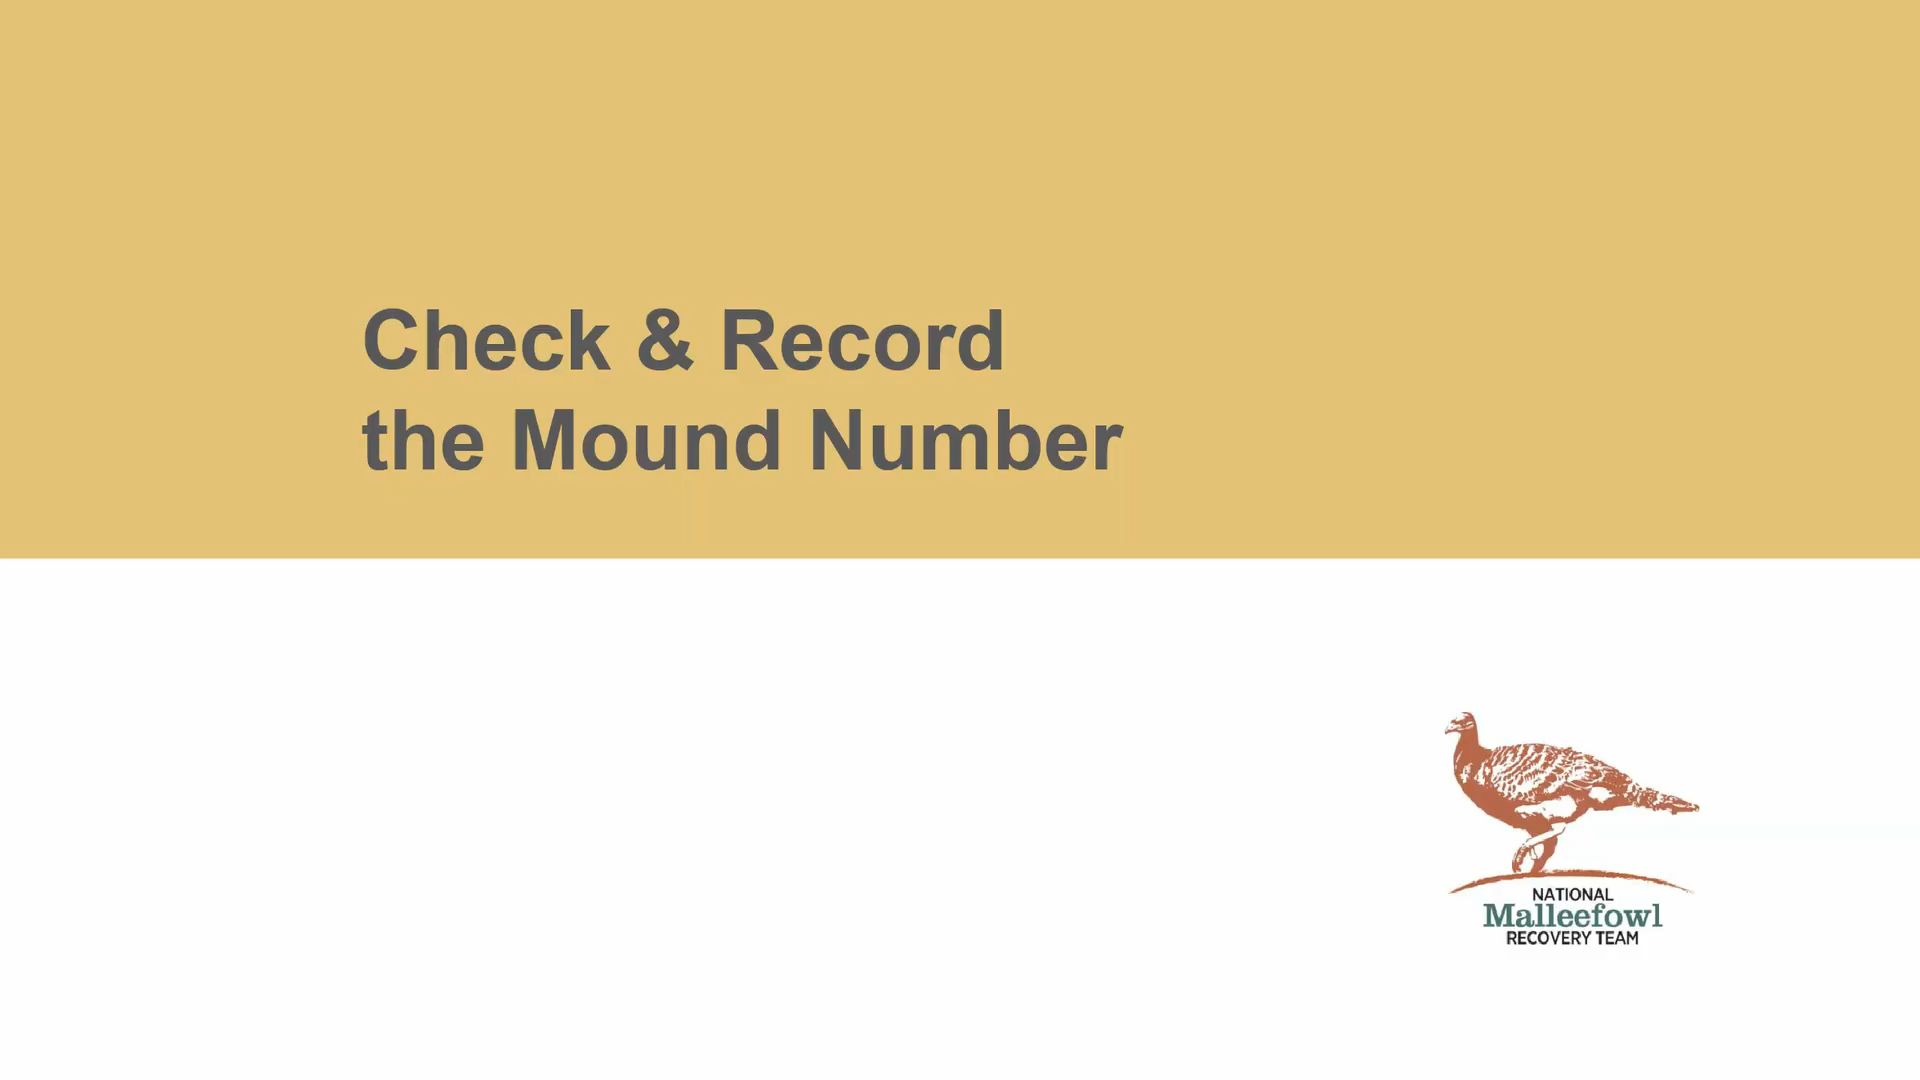 Check & Record
the Mound Number
NATIONAL
Malleefowl
RECOVERY TEAM